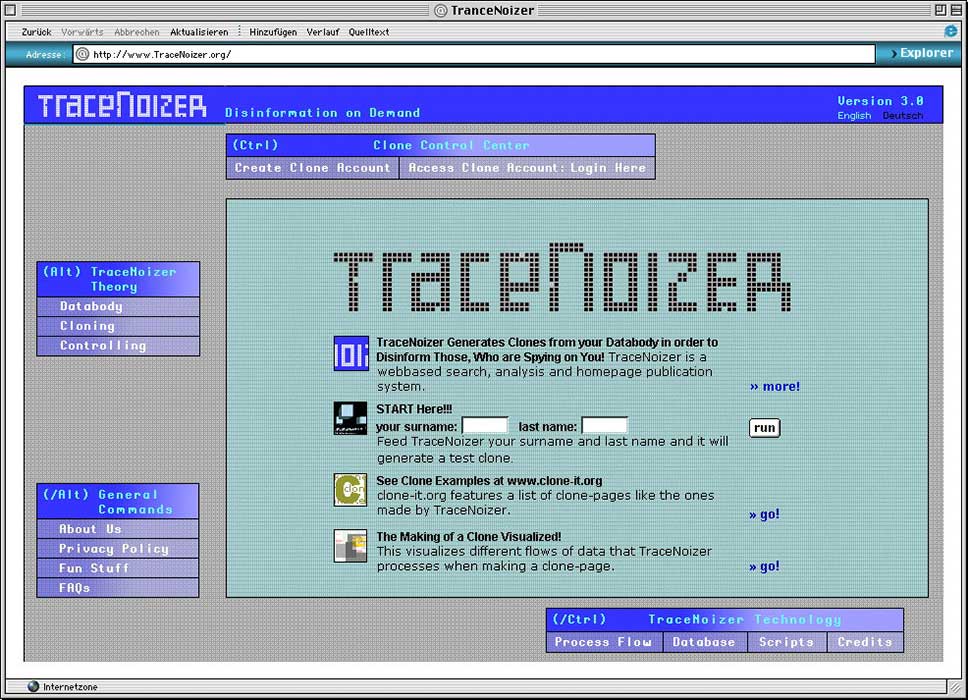 TranceNoizer
Zurück Vorwärts Abbrechen Aktualisieren Hinzufügen Verlauf Quelltext
Adresse: http://www.TraceNoizer.org/ Explorer
TraceNoizer Disinformation on Demand Version 3.0
English Deutsch
(Ctrl) Clone Control Center
Create Clone Account Access Clone Account: Login Here
TraceNoizer
(Alt) TraceNoizer
Theory
Databody
Cloning
Controlling
TraceNoizer Generates Clones from your Databody in order to
Disinform Those, Who are Spying on You! TraceNoizer is a
webbased search, analysis and homepage publication
system. » more!
START Here!!!
your surname: last name: run
Feed TraceNoizer your surname and last name and it will
generate a test clone.
See Clone Examples at www.clone-it.org
clone-it.org features a list of clone-pages like the ones
made by TraceNoizer. » go!
The Making of a Clone Visualized!
This visualizes different flows of data that TraceNoizer
processes when making a clone-page. » go!
(/Alt) General
Commands
About Us
Privacy Policy
Fun Stuff
FAQs
(/Ctrl) TraceNoizer Technology
Process Flow Database Scripts Credits
Internetzone